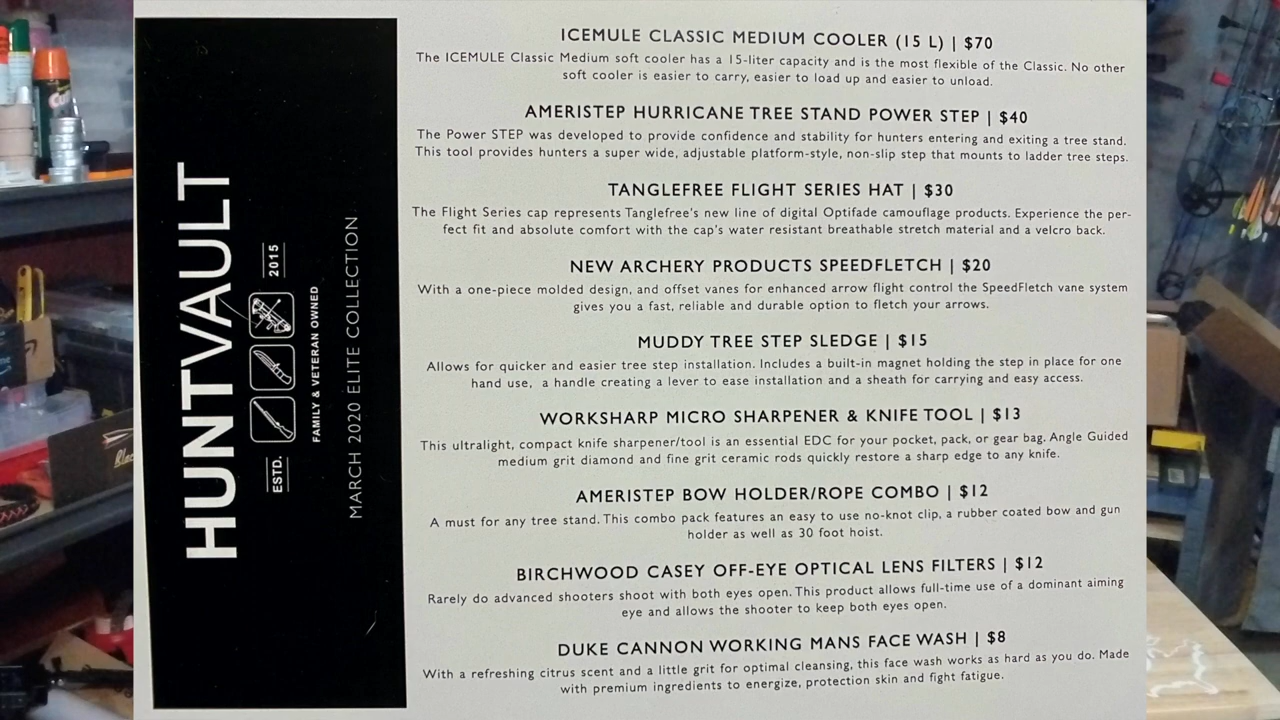 HUNTVAULT
ESTD.
2015
FAMILY & VETERAN OWNED
MARCH 2020 ELITE COLLECTION
ICEMULE CLASSIC MEDIUM COOLER (15 L) | $70
The ICEMULE Classic Medium soft cooler has a 15-liter capacity and is the most flexible of the Classic. No other
soft cooler is easier to carry, easier to load up and easier to unload.
AMERISTEP HURRICANE TREE STAND POWER STEP | $40
The Power STEP was developed to provide confidence and stability for hunters entering and exiting a tree stand.
This tool provides hunters a super wide, adjustable platform-style, non-slip step that mounts to ladder tree steps.
TANGLEFREE FLIGHT SERIES HAT | $30
The Flight Series cap represents Tanglefree's new line of digital Optifade camouflage products. Experience the per-
fect fit and absolute comfort with the cap's water resistant breathable stretch material and a velcro back.
NEW ARCHERY PRODUCTS SPEEDFLETCH | $20
With a one-piece molded design, and offset vanes for enhanced arrow flight control the SpeedFletch vane system
gives you a fast, reliable and durable option to fletch your arrows.
MUDDY TREE STEP SLEDGE | $15
Allows for quicker and easier tree step installation. Includes a built-in magnet holding the step in place for one
hand use, a handle creating a lever to ease installation and a sheath for carrying and easy access.
WORKSHARP MICRO SHARPENER & KNIFE TOOL | $13
This ultralight, compact knife sharpener/tool is an essential EDC for your pocket, pack, or gear bag. Angle Guided
medium grit diamond and fine grit ceramic rods quickly restore a sharp edge to any knife.
AMERISTEP BOW HOLDER/ROPE COMBO | $12
A must for any tree stand. This combo pack features an easy to use no-knot clip, a rubber coated bow and gun
holder as well as 30 foot hoist.
BIRCHWOOD CASEY OFF-EYE OPTICAL LENS FILTERS | $12
Rarely do advanced shooters shoot with both eyes open. This product allows full-time use of a dominant aiming
eye and allows the shooter to keep both eyes open.
DUKE CANNON WORKING MANS FACE WASH | $8
With a refreshing citrus scent and a little grit for optimal cleansing, this face wash works as hard as you do. Made
with premium ingredients to energize, protection skin and fight fatigue.